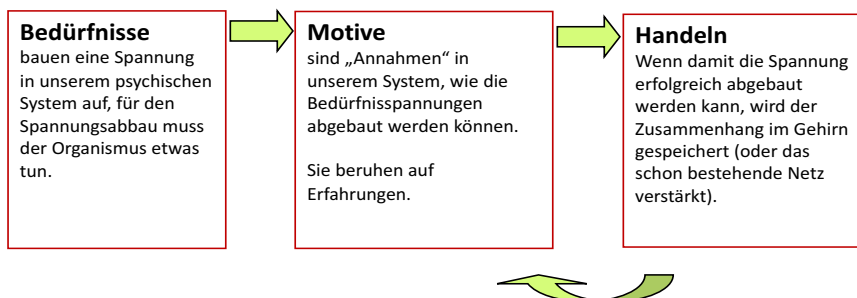 Bedürfnisse
bauen eine Spannung
in unserem psychischen
System auf, für den
Spannungsabbau muss
der Organismus etwas
tun.
Motive
sind „Annahmen“ in
unserem System, wie die
Bedürfnisspannungen
abgebaut werden können.
Sie beruhen auf
Erfahrungen.
Handeln
Wenn damit die Spannung
erfolgreich abgebaut
werden kann, wird der
Zusammenhang im Gehirn
gespeichert (oder das
schon bestehende Netz
verstärkt).